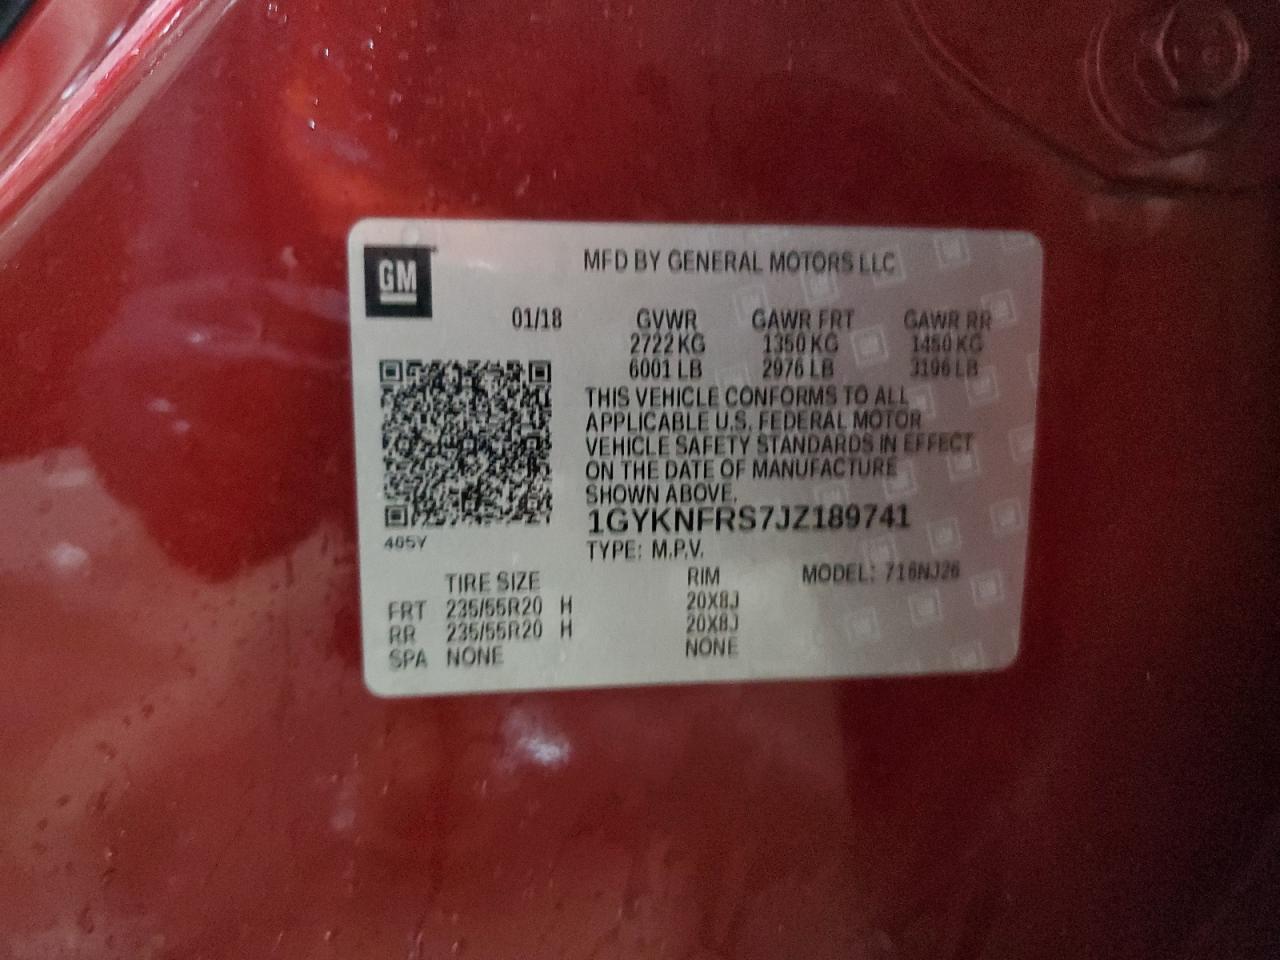 GM
MFD BY GENERAL MOTORS LLC
01/18 GVWR GAWR FRT GAWR RR
2722 KG 1350 KG 1450 KG
6001 LB 2976 LB 3196 LB
THIS VEHICLE CONFORMS TO ALL
APPLICABLE U.S. FEDERAL MOTOR
VEHICLE SAFETY STANDARDS IN EFFECT
ON THE DATE OF MANUFACTURE
SHOWN ABOVE.
1GYKNFRS7JZ189741
405Y
TYPE: M.P.V.
TIRE SIZE RIM MODEL: 716NJ26
FRT 235/55R20 H 20X8J
RR 235/55R20 H 20X8J
SPA NONE NONE